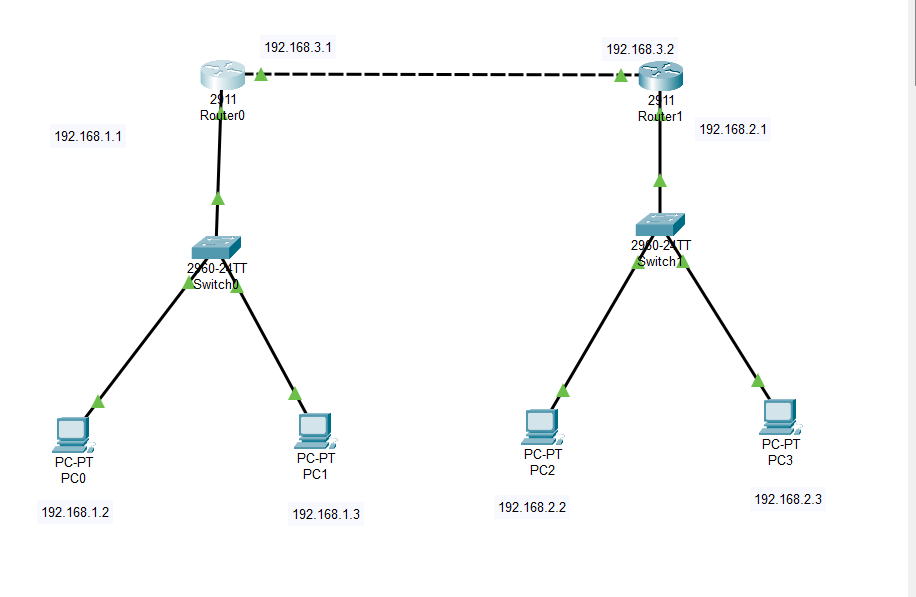 192.168.3.1
192.168.3.2
2911
Router0
2911
Router1
192.168.1.1
192.168.2.1
2960-24TT
Switch0
2960-24TT
Switch1
PC-PT
PC0
PC-PT
PC1
PC-PT
PC2
PC-PT
PC3
192.168.1.2
192.168.1.3
192.168.2.2
192.168.2.3